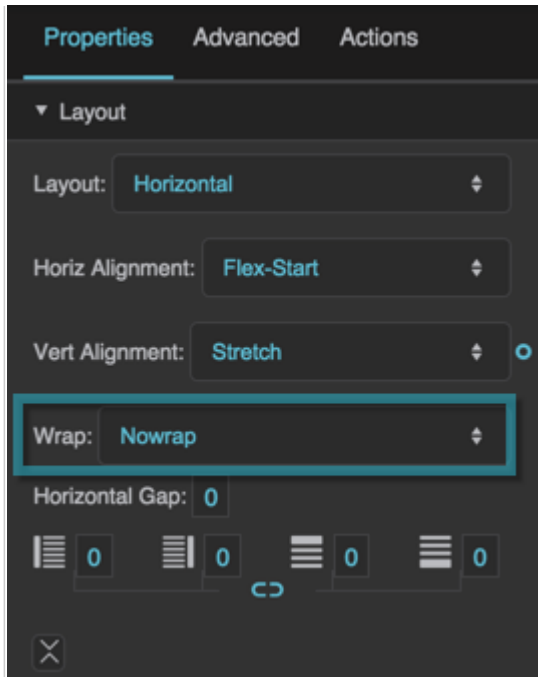 Properties Advanced Actions
Layout
Layout: Horizontal
Horiz Alignment: Flex-Start
Vert Alignment: Stretch
Wrap: Nowrap
Horizontal Gap: 0
0 0 0 0